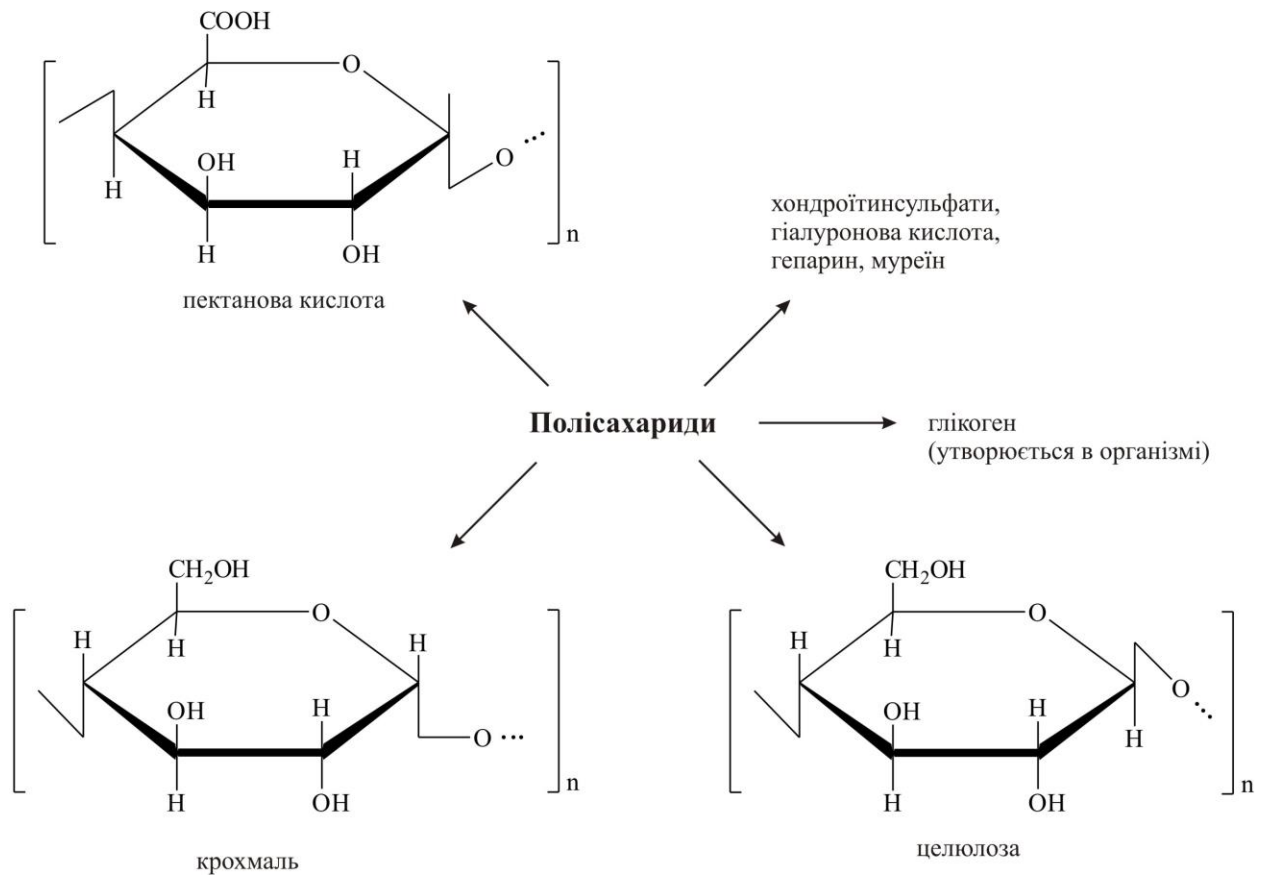 COOH
O
H
OH
H
O ...
H
H
OH
n
пектанова кислота
хондроїтинсульфати,
гіалуронова кислота,
гепарин, муреїн
Полісахариди
глікоген
(утворюється в організмі)
CH₂OH
O
H
H
H
OH
H
O ...
H
OH
n
крохмаль
CH₂OH
O
H
H
O ...
OH
H
H
H
OH
n
целюлоза